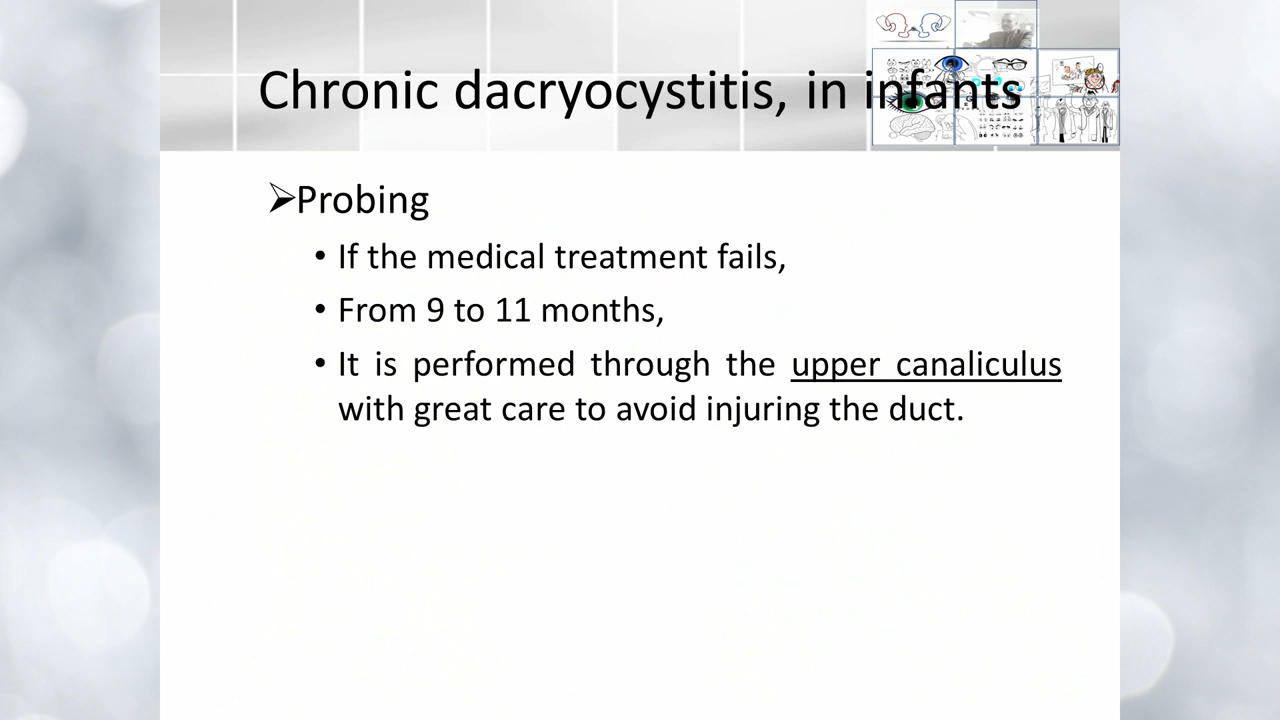 Chronic dacryocystitis, in infants
➢Probing
• If the medical treatment fails,
• From 9 to 11 months,
• It is performed through the upper canaliculus
with great care to avoid injuring the duct.